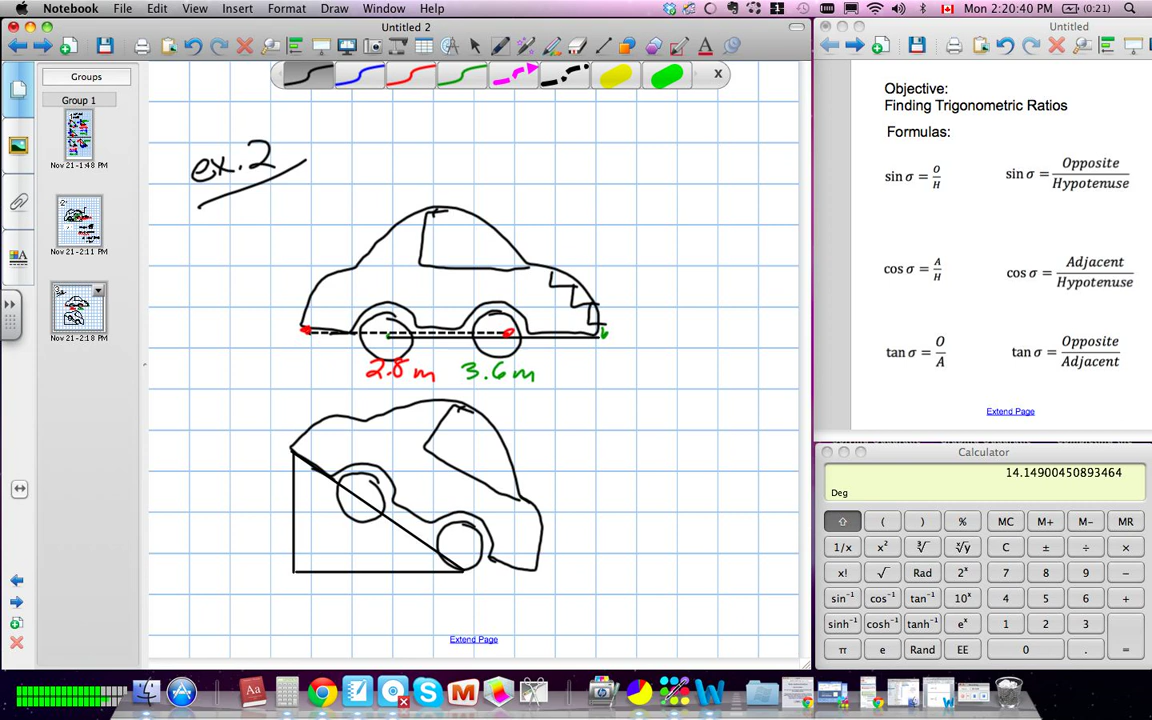 Notebook File Edit View Insert Format Draw Window Help
Mon 2:20:40 PM (0:21)
Untitled 2
Untitled
Groups
Group 1
Nov 21-1:48 PM
Nov 21-2:11 PM
Nov 21-2:18 PM
ex.2
2.8 m 3.6 m
Extend Page
Objective:
Finding Trigonometric Ratios
Formulas:
sin σ = O/H sin σ = Opposite/Hypotenuse
cos σ = A/H cos σ = Adjacent/Hypotenuse
tan σ = O/A tan σ = Opposite/Adjacent
Extend Page
Calculator
14.14900450893464
Deg
( ) % MC M+ M− MR
1/x x² ³√ ˣ√y C ± ÷ ×
x! √ Rad 2ˣ 7 8 9 −
sin⁻¹ cos⁻¹ tan⁻¹ 10ˣ 4 5 6 +
sinh⁻¹ cosh⁻¹ tanh⁻¹ eˣ 1 2 3
π e Rand EE 0 . =